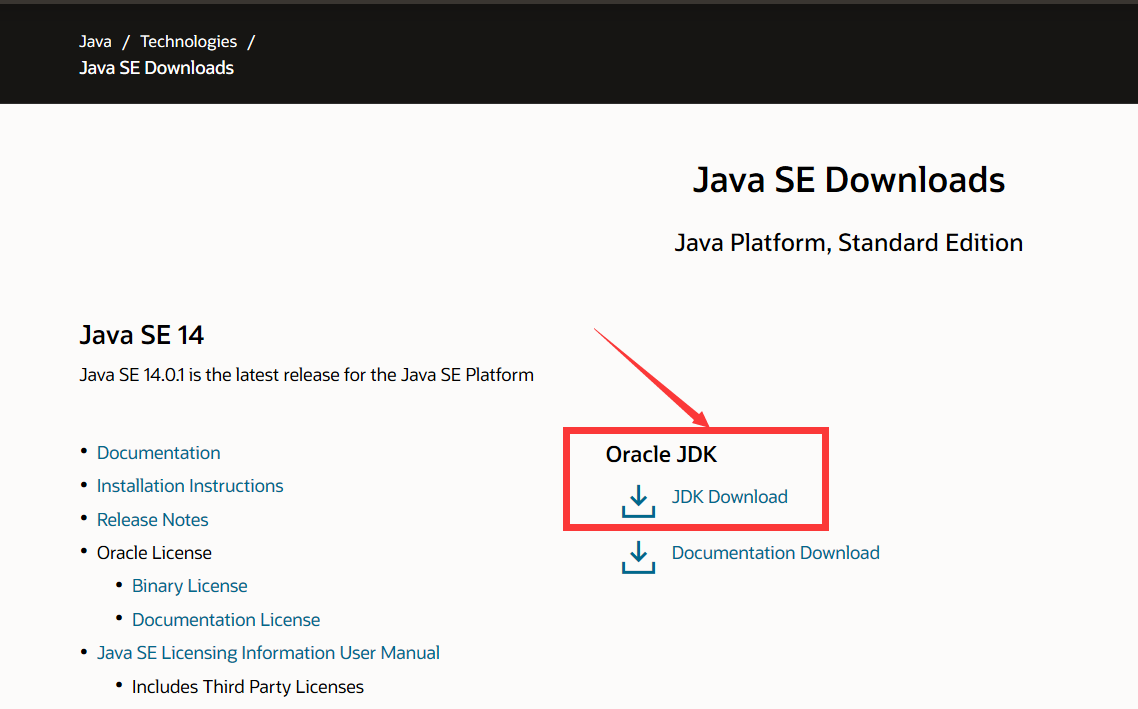 Java / Technologies /
Java SE Downloads
Java SE Downloads
Java Platform, Standard Edition
Java SE 14
Java SE 14.0.1 is the latest release for the Java SE Platform
• Documentation
• Installation Instructions
• Release Notes
• Oracle License
• Binary License
• Documentation License
• Java SE Licensing Information User Manual
• Includes Third Party Licenses
Oracle JDK
JDK Download
Documentation Download